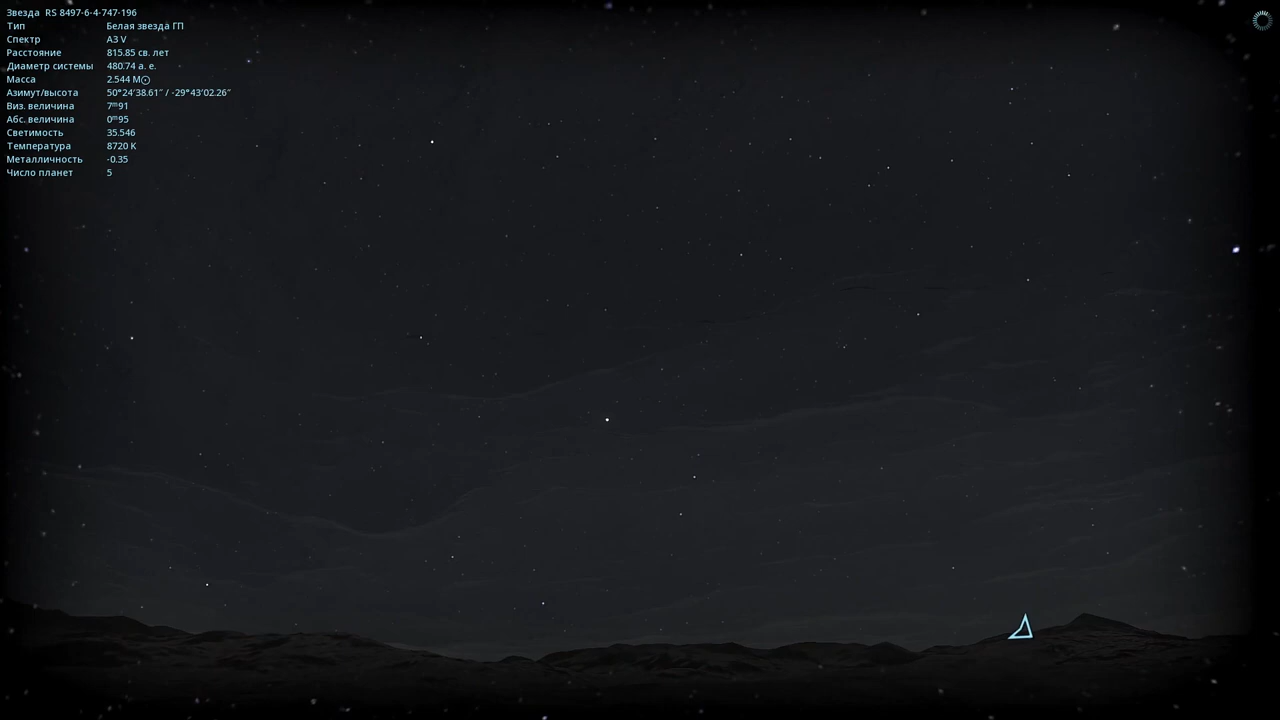 Звезда RS 8497-6-4-747-196
Тип Белая звезда ГП
Спектр A3 V
Расстояние 815.85 св. лет
Диаметр системы 480.74 а. е.
Масса 2.544 M☉
Азимут/высота 50°24′38.61″ / -29°43′02.26″
Виз. величина 7ᵐ91
Абс. величина 0ᵐ95
Светимость 35.546
Температура 8720 K
Металличность -0.35
Число планет 5